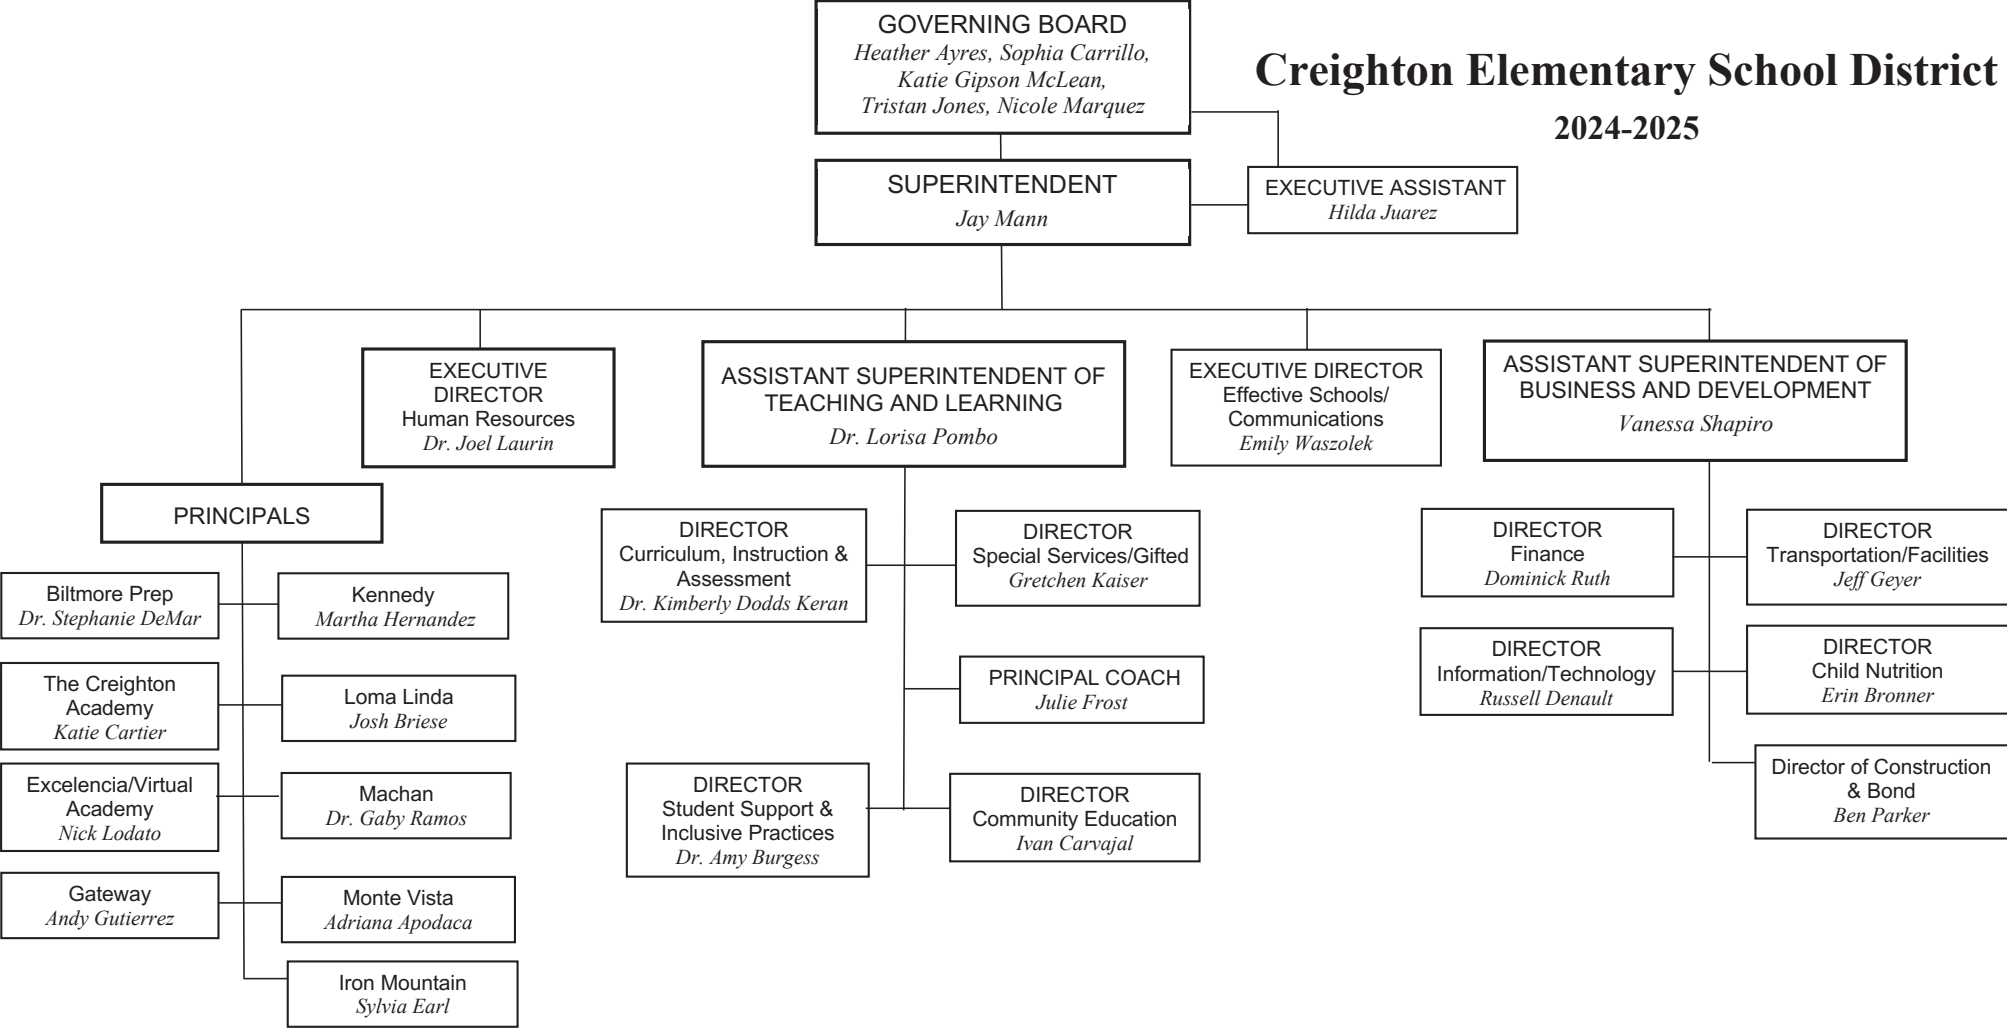 GOVERNING BOARD
Heather Ayres, Sophia Carrillo,
Katie Gipson McLean,
Tristan Jones, Nicole Marquez
Creighton Elementary School District
2024-2025
SUPERINTENDENT
Jay Mann
EXECUTIVE ASSISTANT
Hilda Juarez
EXECUTIVE
DIRECTOR
Human Resources
Dr. Joel Laurin
ASSISTANT SUPERINTENDENT OF
TEACHING AND LEARNING
Dr. Lorisa Pombo
EXECUTIVE DIRECTOR
Effective Schools/
Communications
Emily Waszolek
ASSISTANT SUPERINTENDENT OF
BUSINESS AND DEVELOPMENT
Vanessa Shapiro
PRINCIPALS
Biltmore Prep
Dr. Stephanie DeMar
Kennedy
Martha Hernandez
The Creighton
Academy
Katie Cartier
Loma Linda
Josh Briese
Excelencia/Virtual
Academy
Nick Lodato
Machan
Dr. Gaby Ramos
Gateway
Andy Gutierrez
Monte Vista
Adriana Apodaca
Iron Mountain
Sylvia Earl
DIRECTOR
Curriculum, Instruction &
Assessment
Dr. Kimberly Dodds Keran
DIRECTOR
Special Services/Gifted
Gretchen Kaiser
PRINCIPAL COACH
Julie Frost
DIRECTOR
Student Support &
Inclusive Practices
Dr. Amy Burgess
DIRECTOR
Community Education
Ivan Carvajal
DIRECTOR
Finance
Dominick Ruth
DIRECTOR
Transportation/Facilities
Jeff Geyer
DIRECTOR
Information/Technology
Russell Denault
DIRECTOR
Child Nutrition
Erin Bronner
Director of Construction
& Bond
Ben Parker